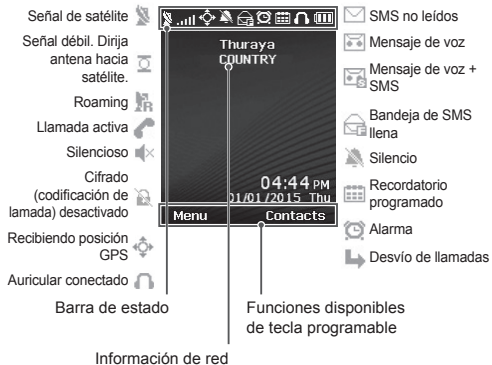 Señal de satélite
Señal débil. Dirija
antena hacia
satélite.
Roaming
Llamada activa
Silencioso
Cifrado
(codificación de
lamada) desactivado
Recibiendo posición
GPS
Auricular conectado
Thuraya
COUNTRY
04:44 PM
01/01/2015 Thu
Menu
Contacts
SMS no leídos
Mensaje de voz
Mensaje de voz +
SMS
Bandeja de SMS
llena
Silencio
Recordatorio
programado
Alarma
Desvío de llamadas
Barra de estado
Funciones disponibles
de tecla programable
Información de red